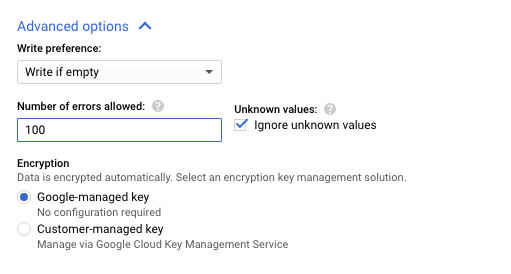 Advanced options
Write preference:
Write if empty
Number of errors allowed:
100
Unknown values:
Ignore unknown values
Encryption
Data is encrypted automatically. Select an encryption key management solution.
Google-managed key
No configuration required
Customer-managed key
Manage via Google Cloud Key Management Service